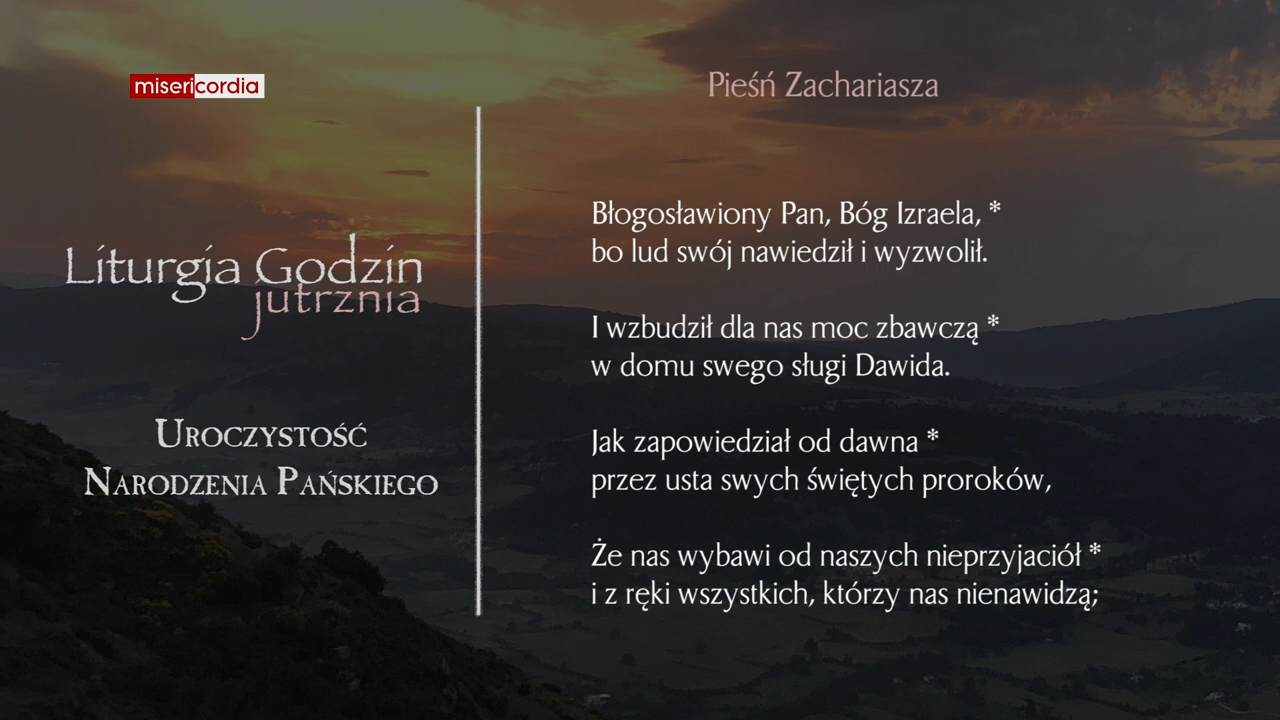 misericordia
Liturgia Godzin
jutrznia
Uroczystość
Narodzenia Pańskiego
Pieśń Zachariasza
Błogosławiony Pan, Bóg Izraela, *
bo lud swój nawiedził i wyzwolił.
I wzbudził dla nas moc zbawczą *
w domu swego sługi Dawida.
Jak zapowiedział od dawna *
przez usta swych świętych proroków,
Że nas wybawi od naszych nieprzyjaciół *
i z ręki wszystkich, którzy nas nienawidzą;